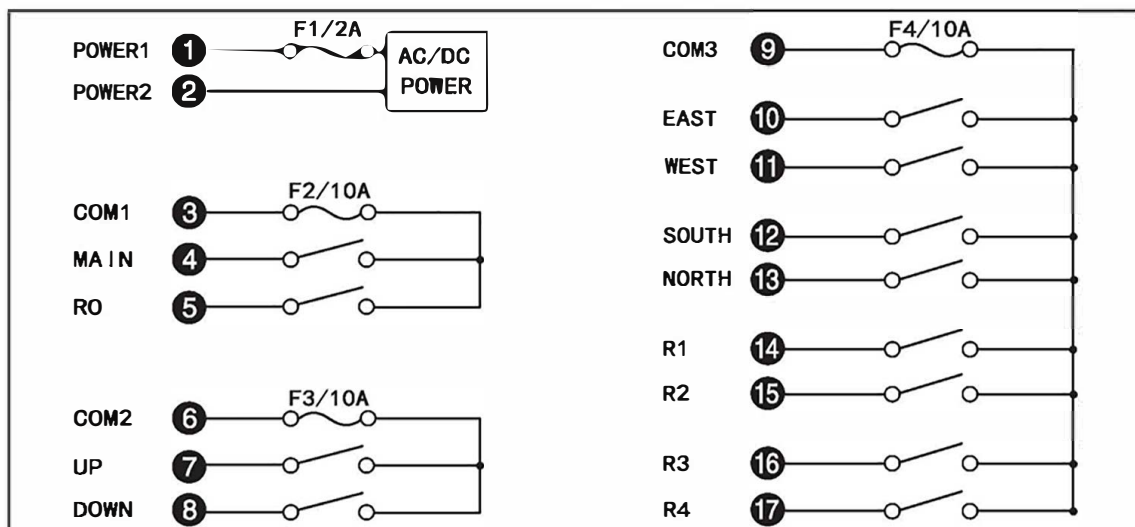 F1/2A
POWER1 1
AC/DC
POWER
POWER2 2
F2/10A
COM1 3
MAIN 4
RO 5
F3/10A
COM2 6
UP 7
DOWN 8
F4/10A
COM3 9
EAST 10
WEST 11
SOUTH 12
NORTH 13
R1 14
R2 15
R3 16
R4 17